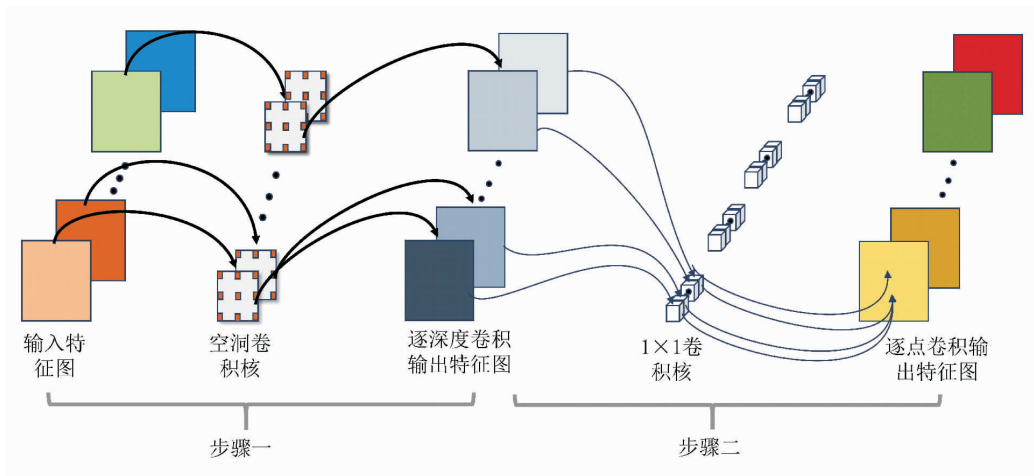 输入特
征图
空洞卷
积核
逐深度卷积
输出特征图
1×1卷
积核
逐点卷积输
出特征图
步骤一
步骤二